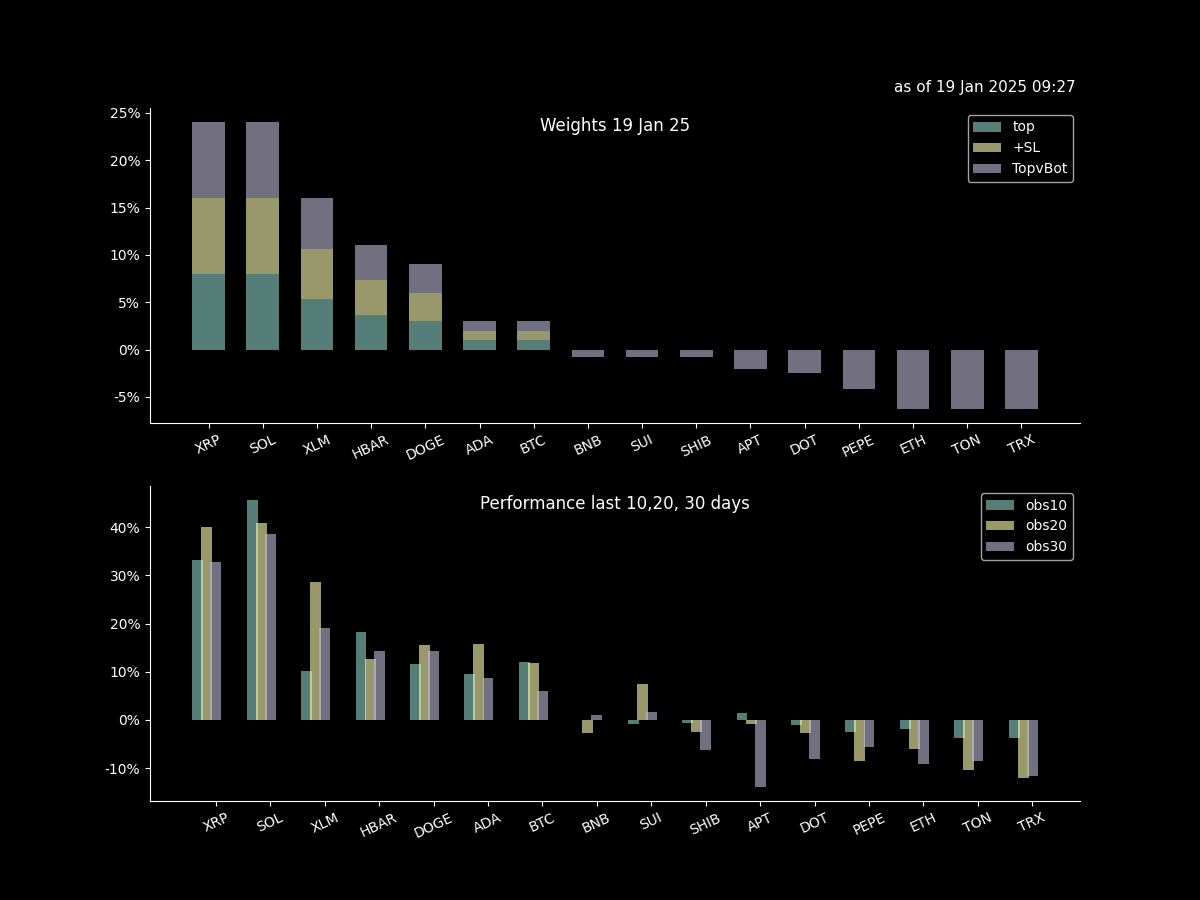 as of 19 Jan 2025 09:27
Weights 19 Jan 25
top
+SL
TopvBot
25%
20%
15%
10%
5%
0%
-5%
XRP SOL XLM HBAR DOGE ADA BTC BNB SUI SHIB APT DOT PEPE ETH TON TRX
Performance last 10,20, 30 days
obs10
obs20
obs30
40%
30%
20%
10%
0%
-10%
XRP SOL XLM HBAR DOGE ADA BTC BNB SUI SHIB APT DOT PEPE ETH TON TRX